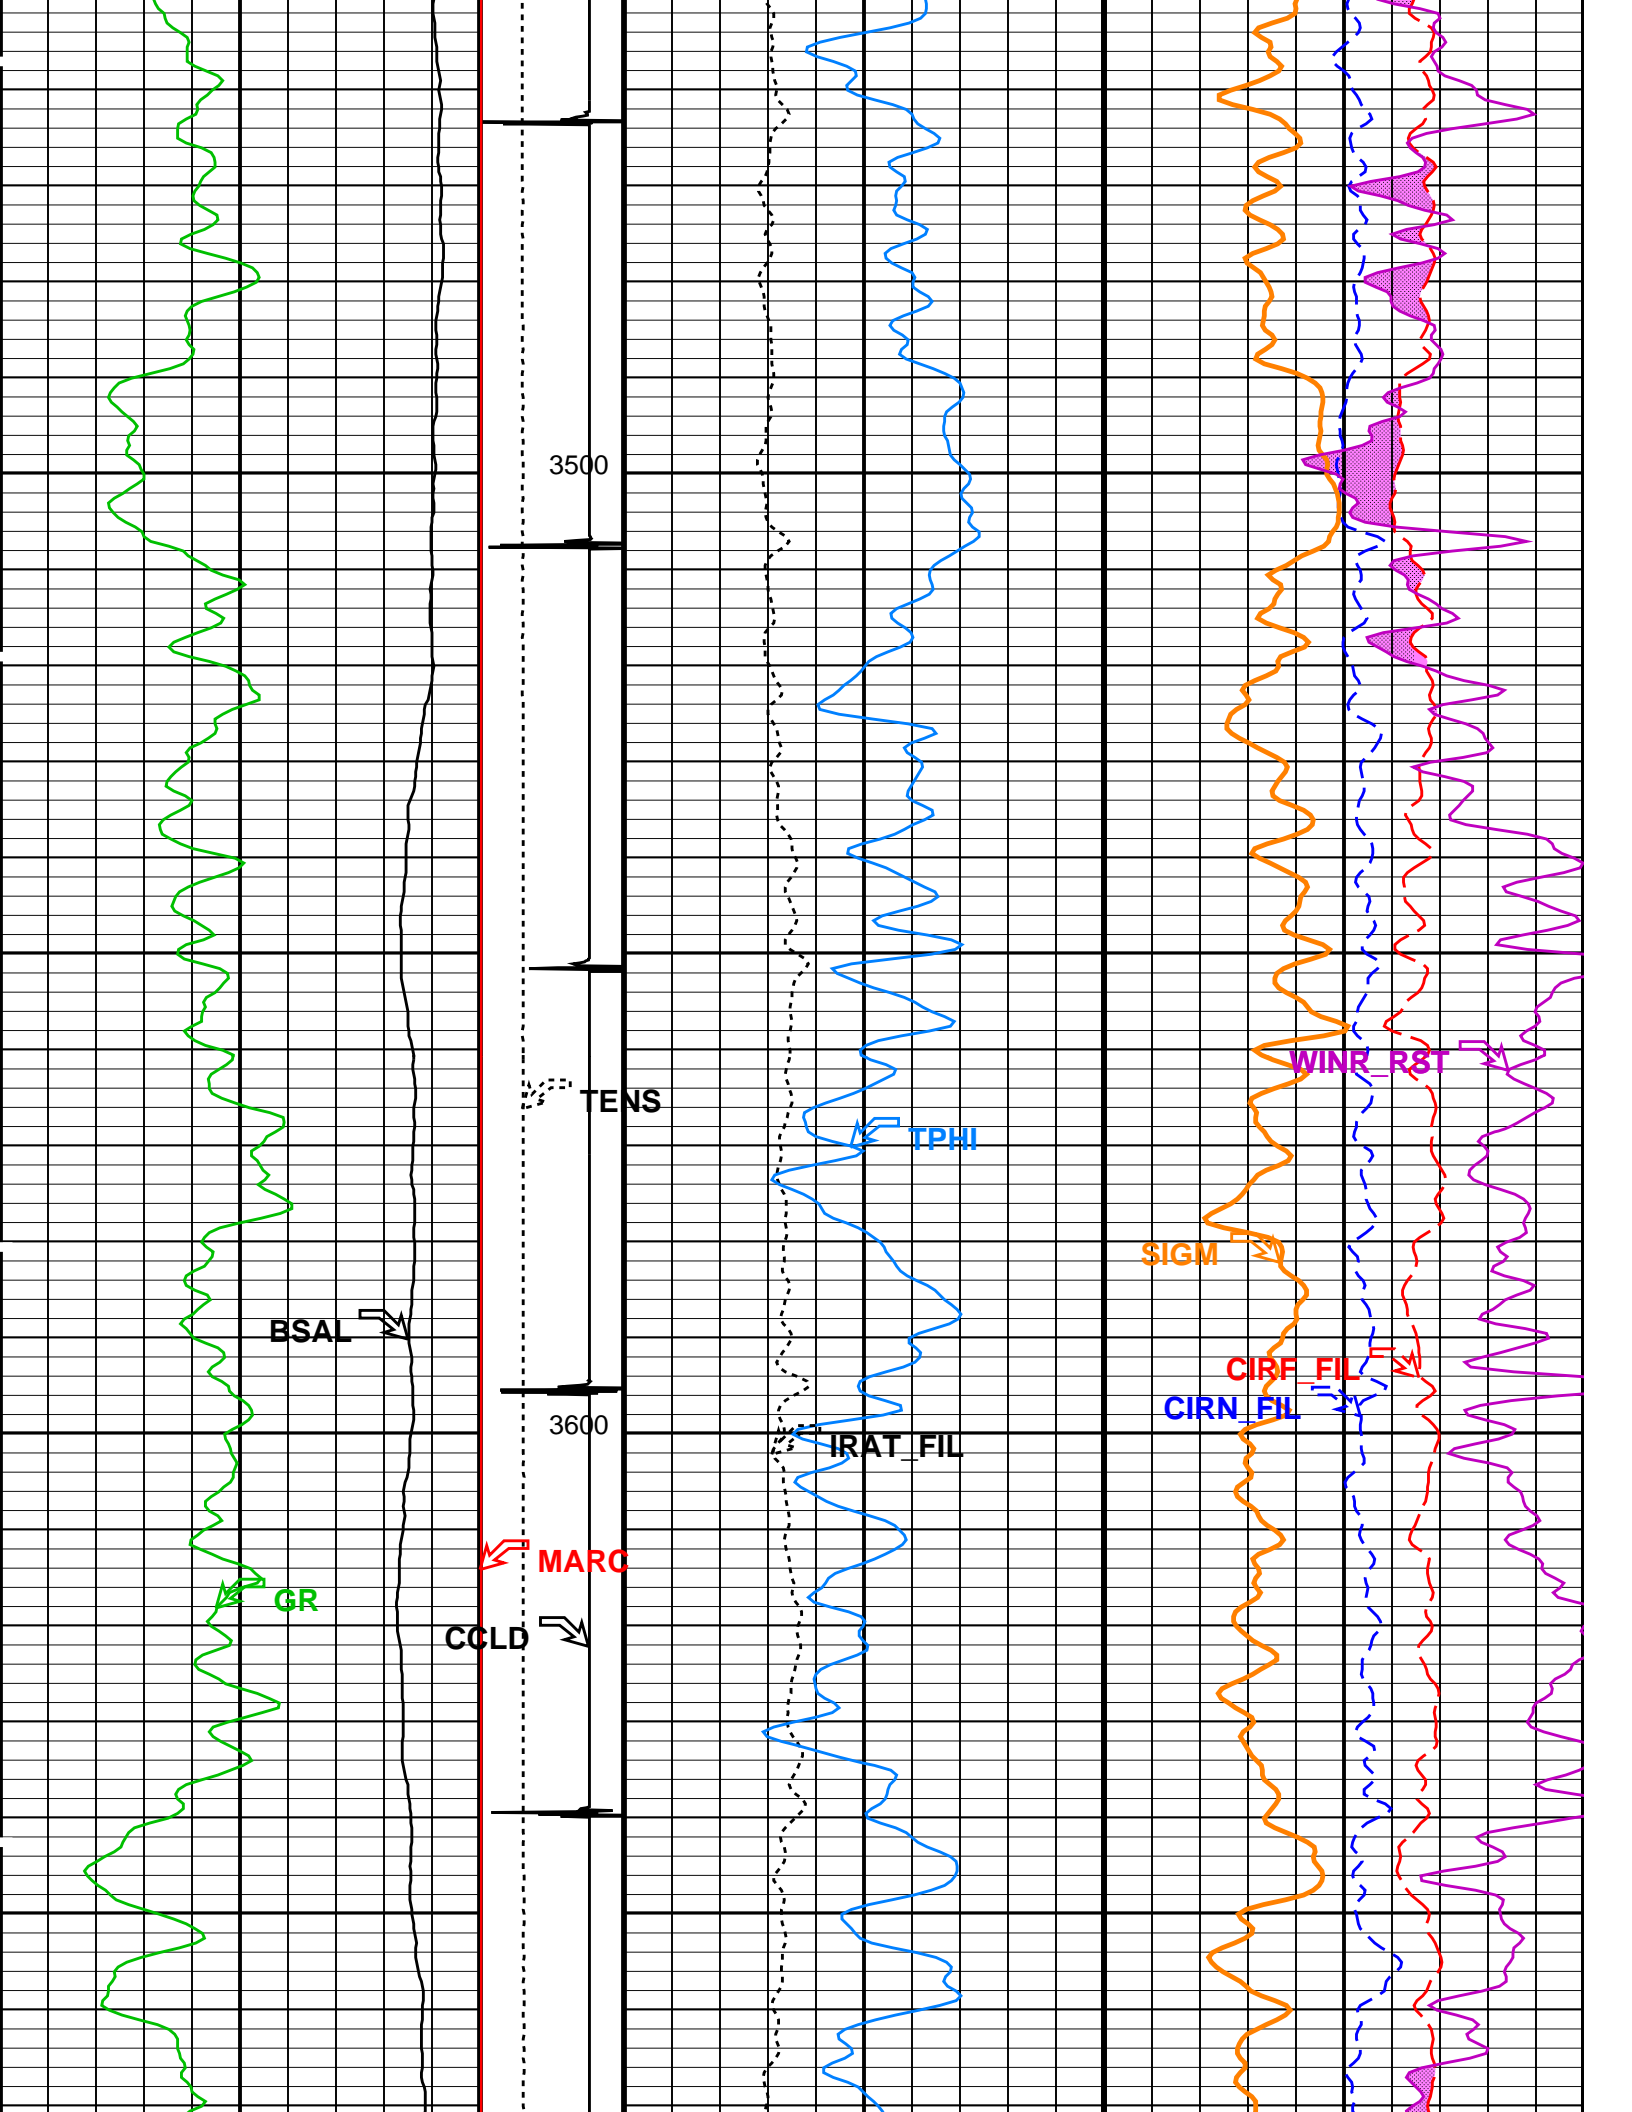 3500
WINR_RST
TENS
TPHI
SIGM
BSAL
CIRF_FIL
CIRN_FIL
3600
IRAT_FIL
MARC
GR
CCLD